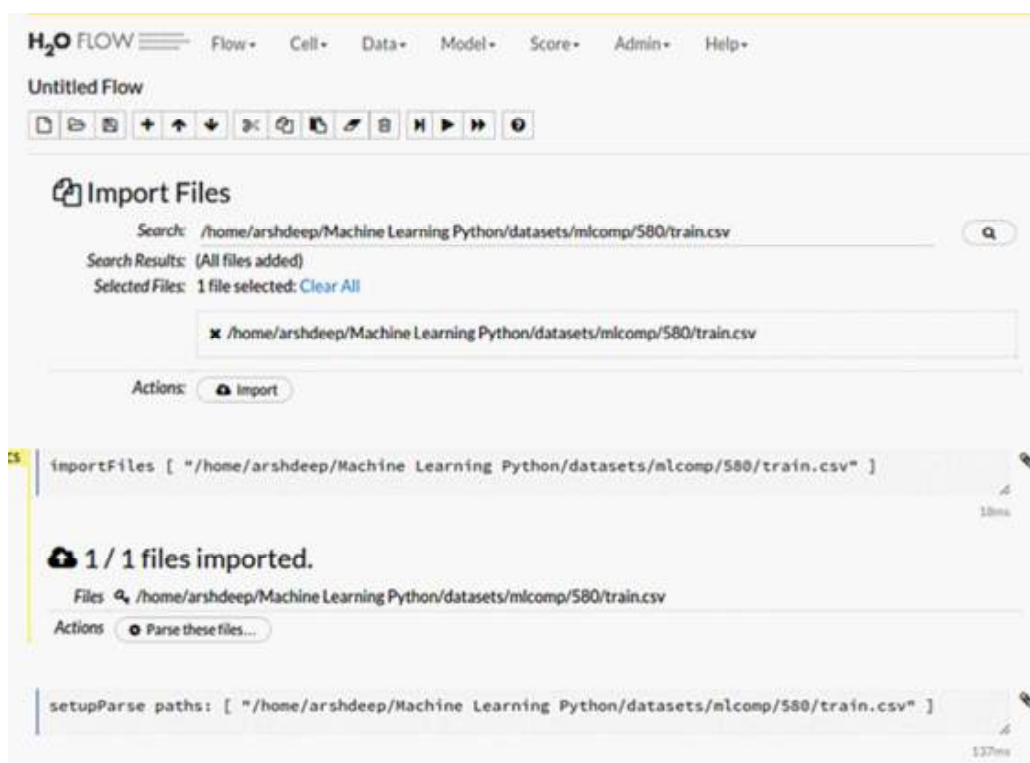 H2O FLOW Flow Cell Data Model Score Admin Help
Untitled Flow
Import Files
Search: /home/arshdeep/Machine Learning Python/datasets/mlcomp/580/train.csv
Search Results: (All files added)
Selected Files: 1 file selected: Clear All
/home/arshdeep/Machine Learning Python/datasets/mlcomp/580/train.csv
Actions: Import
CS
importFiles [ "/home/arshdeep/Machine Learning Python/datasets/mlcomp/580/train.csv" ]
18ms
1 / 1 files imported.
Files /home/arshdeep/Machine Learning Python/datasets/mlcomp/580/train.csv
Actions Parse these files...
setupParse paths: [ "/home/arshdeep/Machine Learning Python/datasets/mlcomp/580/train.csv" ]
137ms